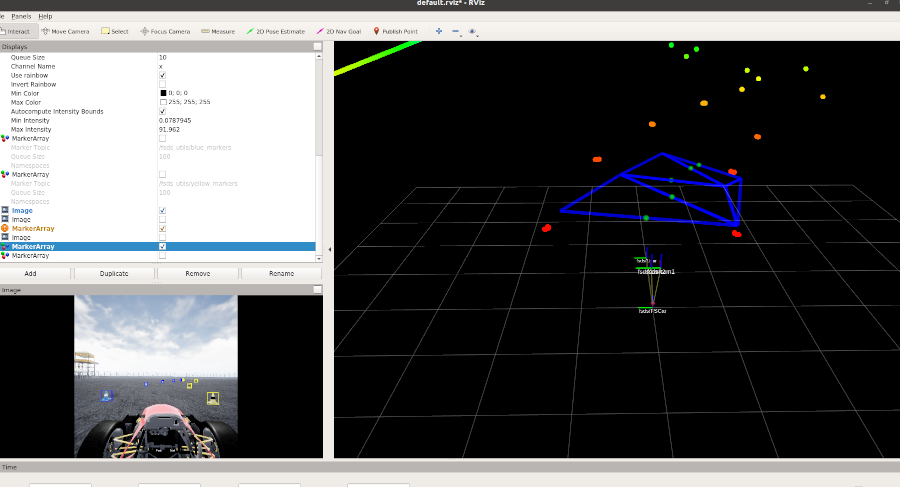 default.rviz* - RViz
Panels Help
Interact Move Camera Select Focus Camera Measure 2D Pose Estimate 2D Nav Goal Publish Point
Displays
Queue Size 10
Channel Name x
Use rainbow
Invert Rainbow
Min Color 0; 0; 0
Max Color 255; 255; 255
Autocompute Intensity Bounds
Min Intensity 0.0787945
Max Intensity 91.962
MarkerArray
Marker Topic /fsds_utils/blue_markers
Queue Size 100
Namespaces
MarkerArray
Marker Topic /fsds_utils/yellow_markers
Queue Size 100
Namespaces
Image
Image
MarkerArray
Image
MarkerArray
MarkerArray
Add Duplicate Remove Rename
Image
fsds/FSCar
Time